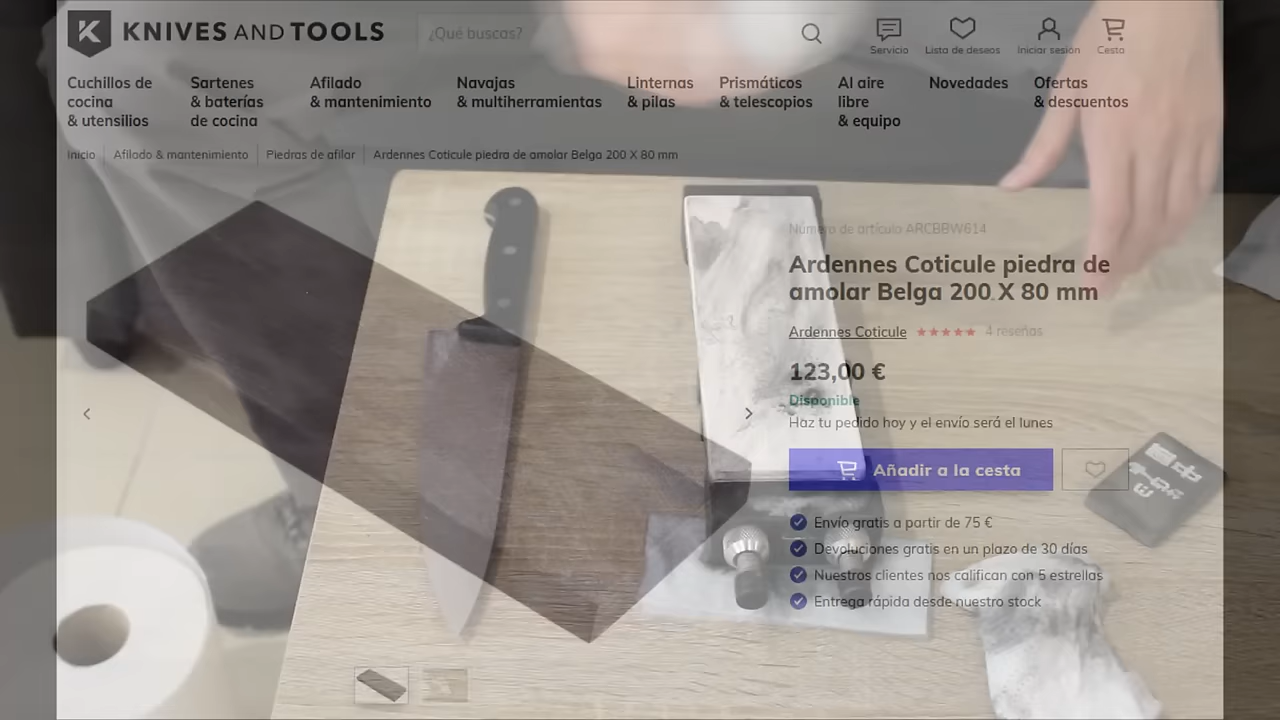 KNIVES AND TOOLS
¿Qué buscas?
Servicio
Lista de deseos
Iniciar sesión
Cesta
Cuchillos de
cocina
& utensilios
Sartenes
& baterías
de cocina
Afilado
& mantenimiento
Navajas
& multiherramientas
Linternas
& pilas
Prismáticos
& telescopios
Al aire
libre
& equipo
Novedades
Ofertas
& descuentos
Inicio
Afilado & mantenimiento
Piedras de afilar
Ardennes Coticule piedra de amolar Belga 200 X 80 mm
Número de artículo ARCBBW614
Ardennes Coticule piedra de
amolar Belga 200 X 80 mm
Ardennes Coticule
4 reseñas
123,00 €
Disponible
Haz tu pedido hoy y el envío será el lunes
Añadir a la cesta
Envío gratis a partir de 75 €
Devoluciones gratis en un plazo de 30 días
Nuestros clientes nos califican con 5 estrellas
Entrega rápida desde nuestro stock